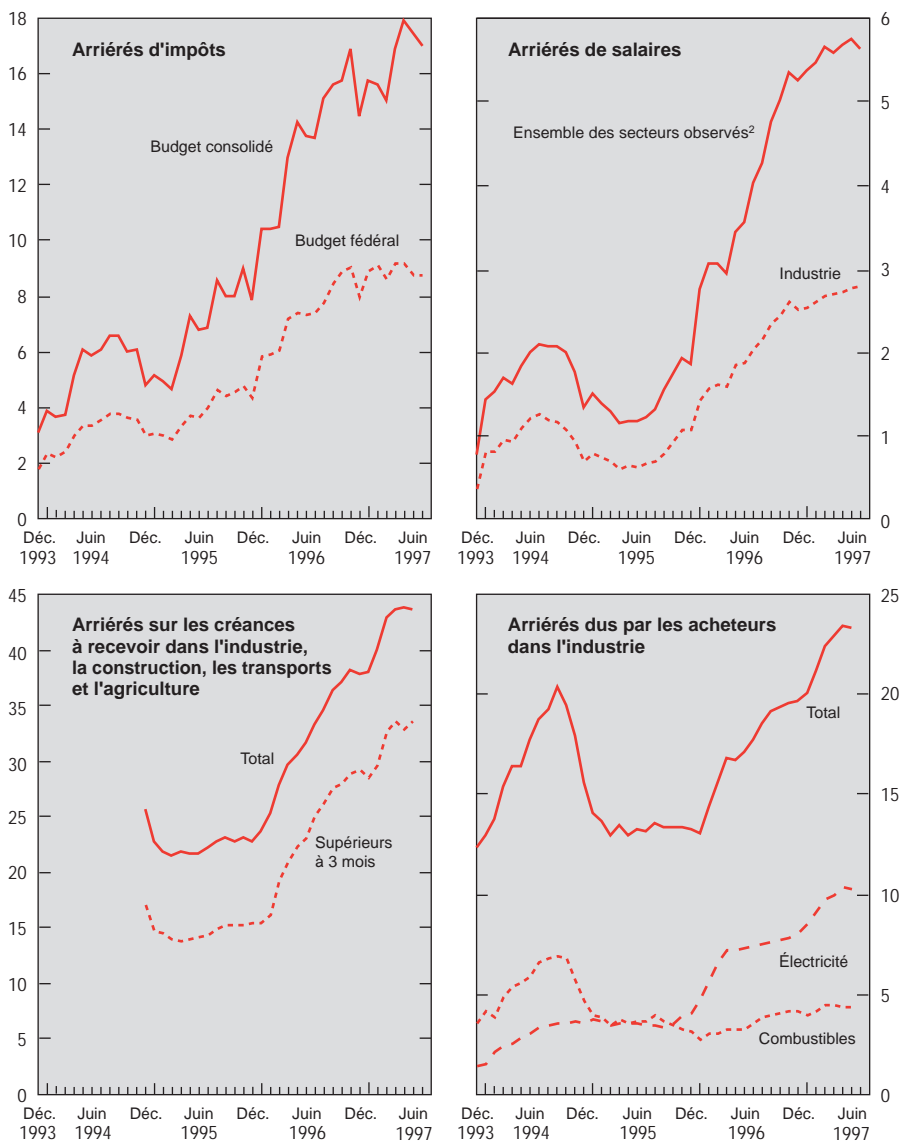 Arriérés d'impôts
18
16
14
12
10
8
6
4
2
0
Budget consolidé
Budget fédéral
Déc. Juin Déc. Juin Déc. Juin Déc. Juin
1993 1994 1995 1996 1997
Arriérés de salaires
6
5
4
3
2
1
0
Ensemble des secteurs observés²
Industrie
Déc. Juin Déc. Juin Déc. Juin Déc. Juin
1993 1994 1995 1996 1997
Arriérés sur les créances
à recevoir dans l'industrie,
la construction, les transports
et l'agriculture
45
40
35
30
25
20
15
10
5
0
Total
Supérieurs
à 3 mois
Déc. Juin Déc. Juin Déc. Juin Déc. Juin
1993 1994 1995 1996 1997
Arriérés dus par les acheteurs
dans l'industrie
25
20
15
10
5
0
Total
Électricité
Combustibles
Déc. Juin Déc. Juin Déc. Juin Déc. Juin
1993 1994 1995 1996 1997